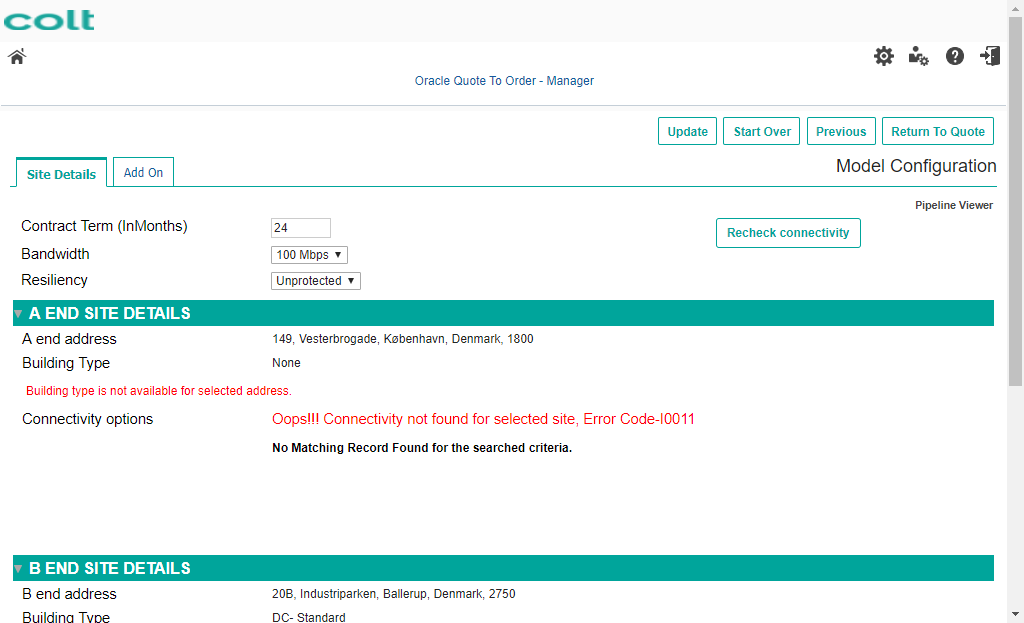 colt
Oracle Quote To Order - Manager
Update Start Over Previous Return To Quote
Site Details Add On
Model Configuration
Pipeline Viewer
Contract Term (InMonths) 24
Recheck connectivity
Bandwidth 100 Mbps
Resiliency Unprotected
A END SITE DETAILS
A end address 149, Vesterbrogade, København, Denmark, 1800
Building Type None
Building type is not available for selected address.
Connectivity options Oops!!! Connectivity not found for selected site, Error Code-I0011
No Matching Record Found for the searched criteria.
B END SITE DETAILS
B end address 20B, Industriparken, Ballerup, Denmark, 2750
Building Type DC- Standard